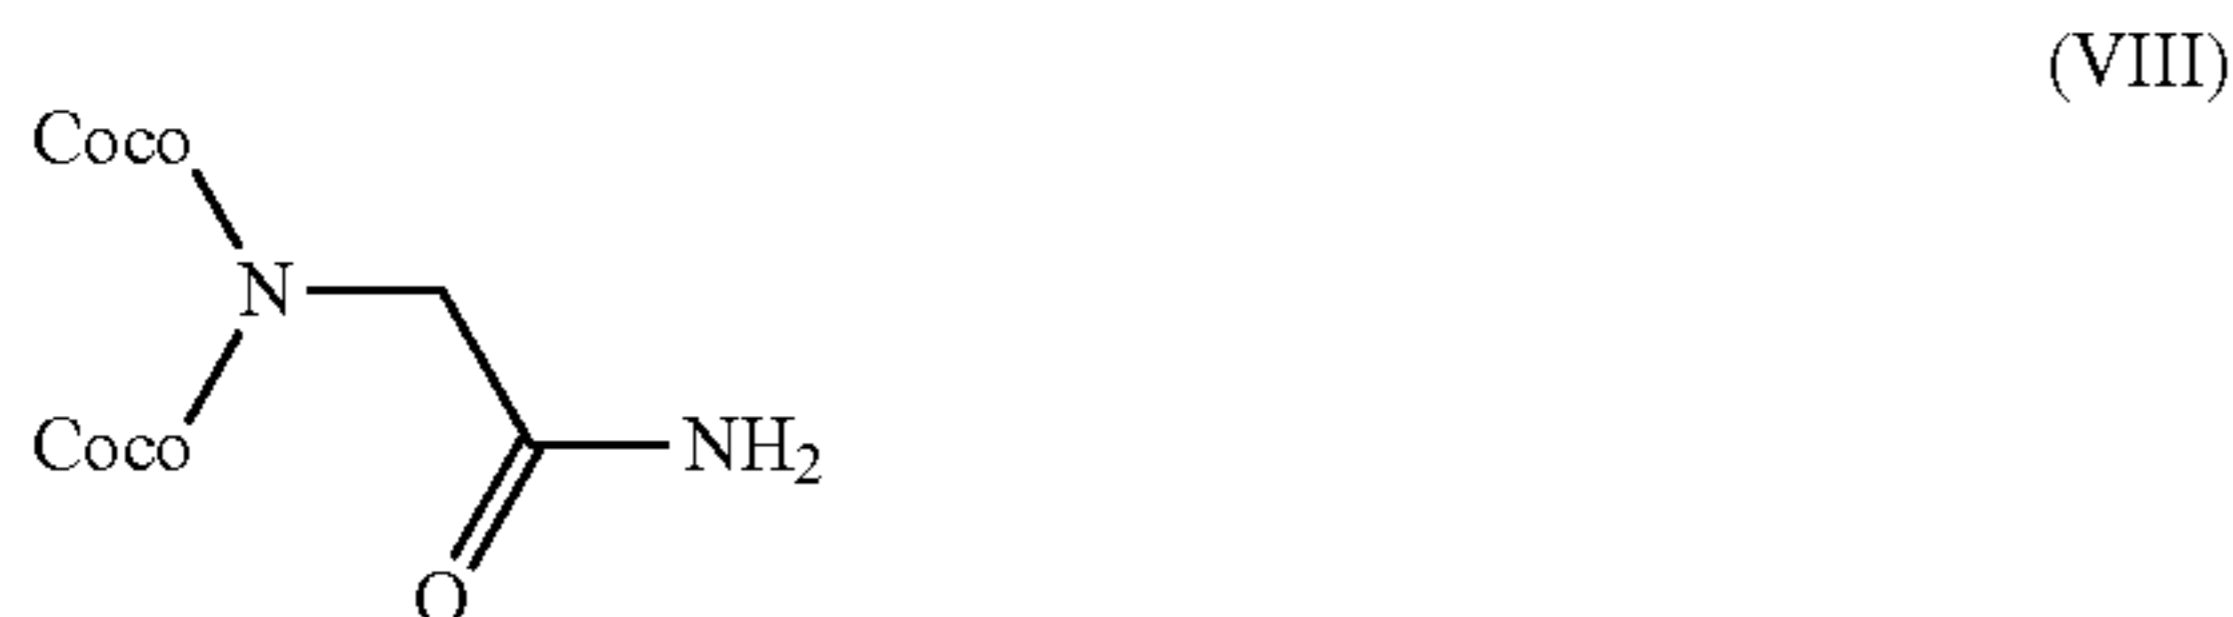 (VIII)
Coco
N
Coco
NH₂
O